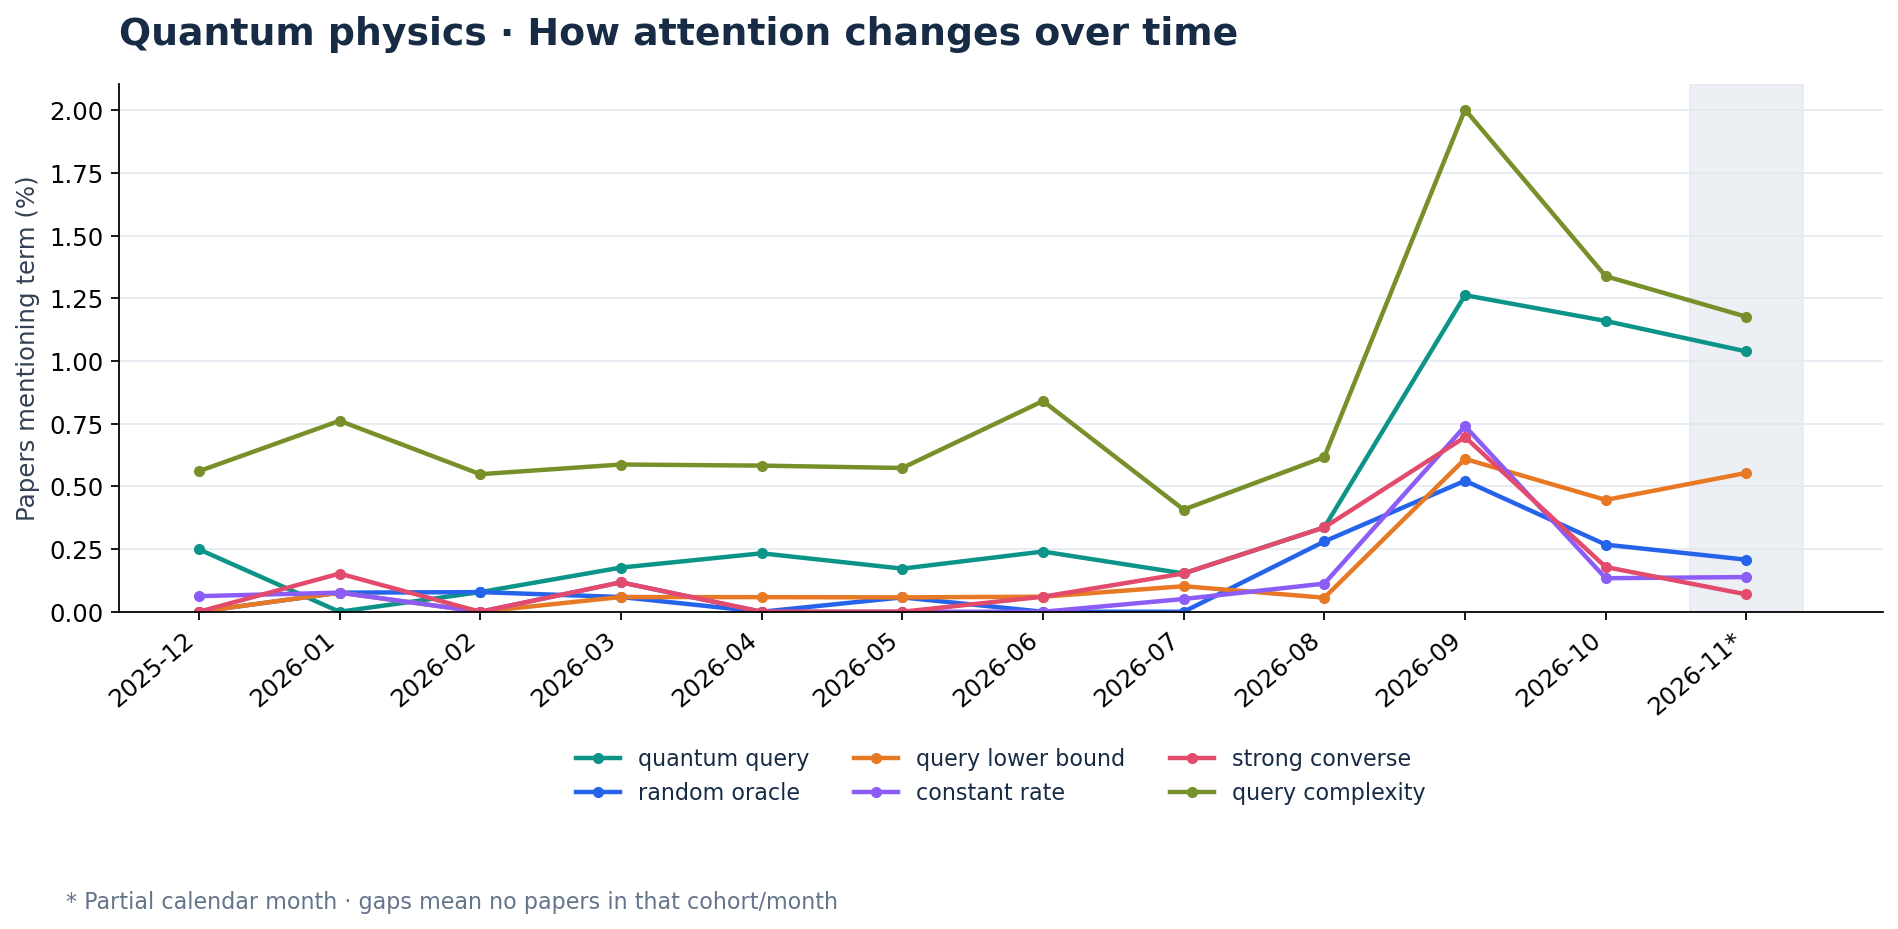 Quantum physics · How attention changes over time
Papers mentioning term (%)
2.00
1.75
1.50
1.25
1.00
0.75
0.50
0.25
0.00
2025-12
2026-01
2026-02
2026-03
2026-04
2026-05
2026-06
2026-07
2026-08
2026-09
2026-10
2026-11*
quantum query
random oracle
query lower bound
constant rate
strong converse
query complexity
* Partial calendar month · gaps mean no papers in that cohort/month